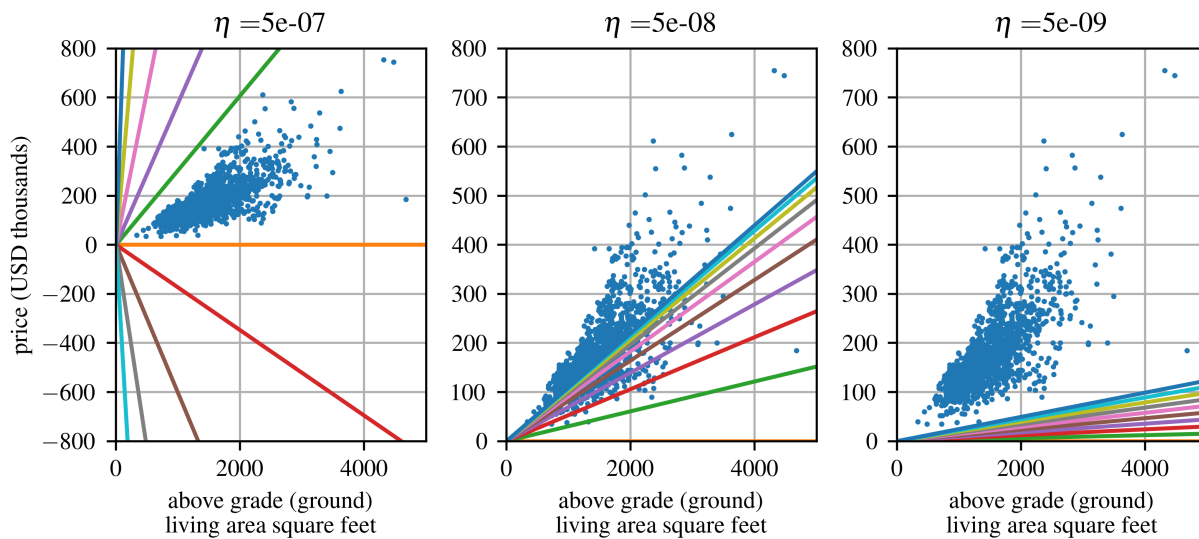 η =5e-07
η =5e-08
η =5e-09
price (USD thousands)
800
600
400
200
0
−200
−400
−600
−800
0 2000 4000
above grade (ground)
living area square feet
800
700
600
500
400
300
200
100
0
0 2000 4000
above grade (ground)
living area square feet
800
700
600
500
400
300
200
100
0
0 2000 4000
above grade (ground)
living area square feet